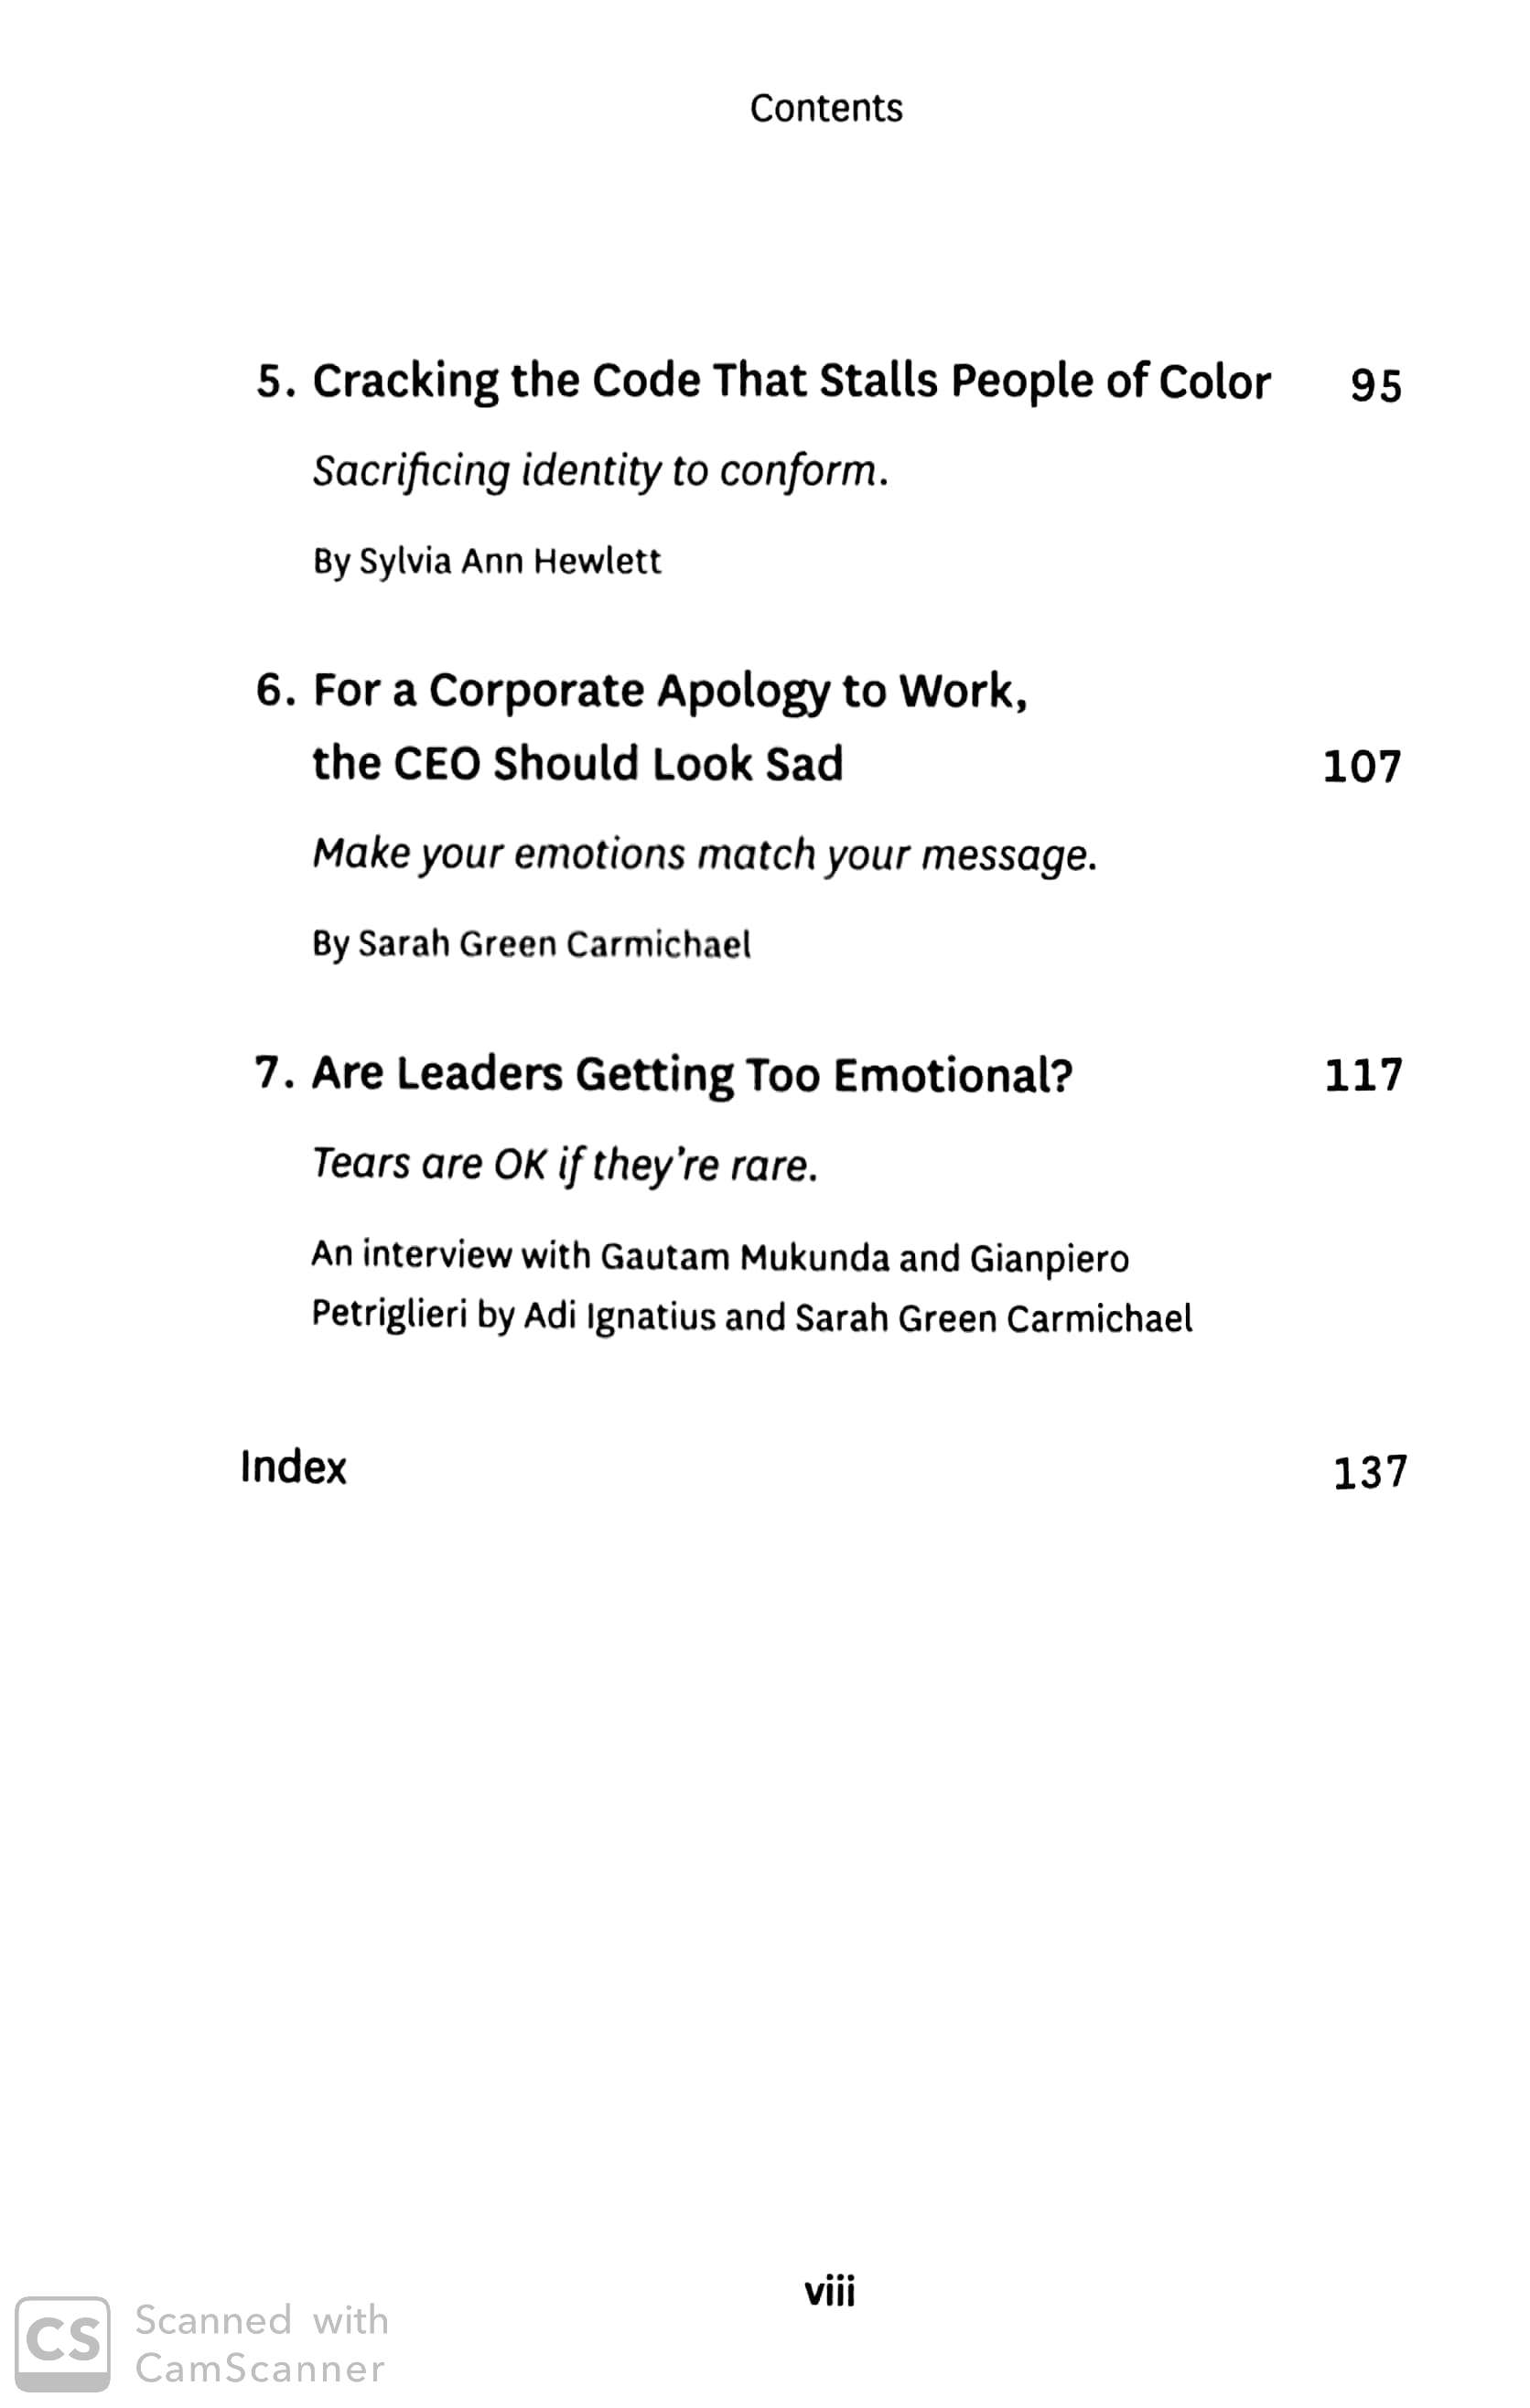 Contents
5. Cracking the Code That Stalls People of Color 95
Sacrificing identity to conform.
By Sylvia Ann Hewlett
6. For a Corporate Apology to Work,
the CEO Should Look Sad 107
Make your emotions match your message.
By Sarah Green Carmichael
7. Are Leaders Getting Too Emotional? 117
Tears are OK if they're rare.
An interview with Gautam Mukunda and Gianpiero
Petriglieri by Adi Ignatius and Sarah Green Carmichael
Index 137
viii
CS
Scanned with
CamScanner